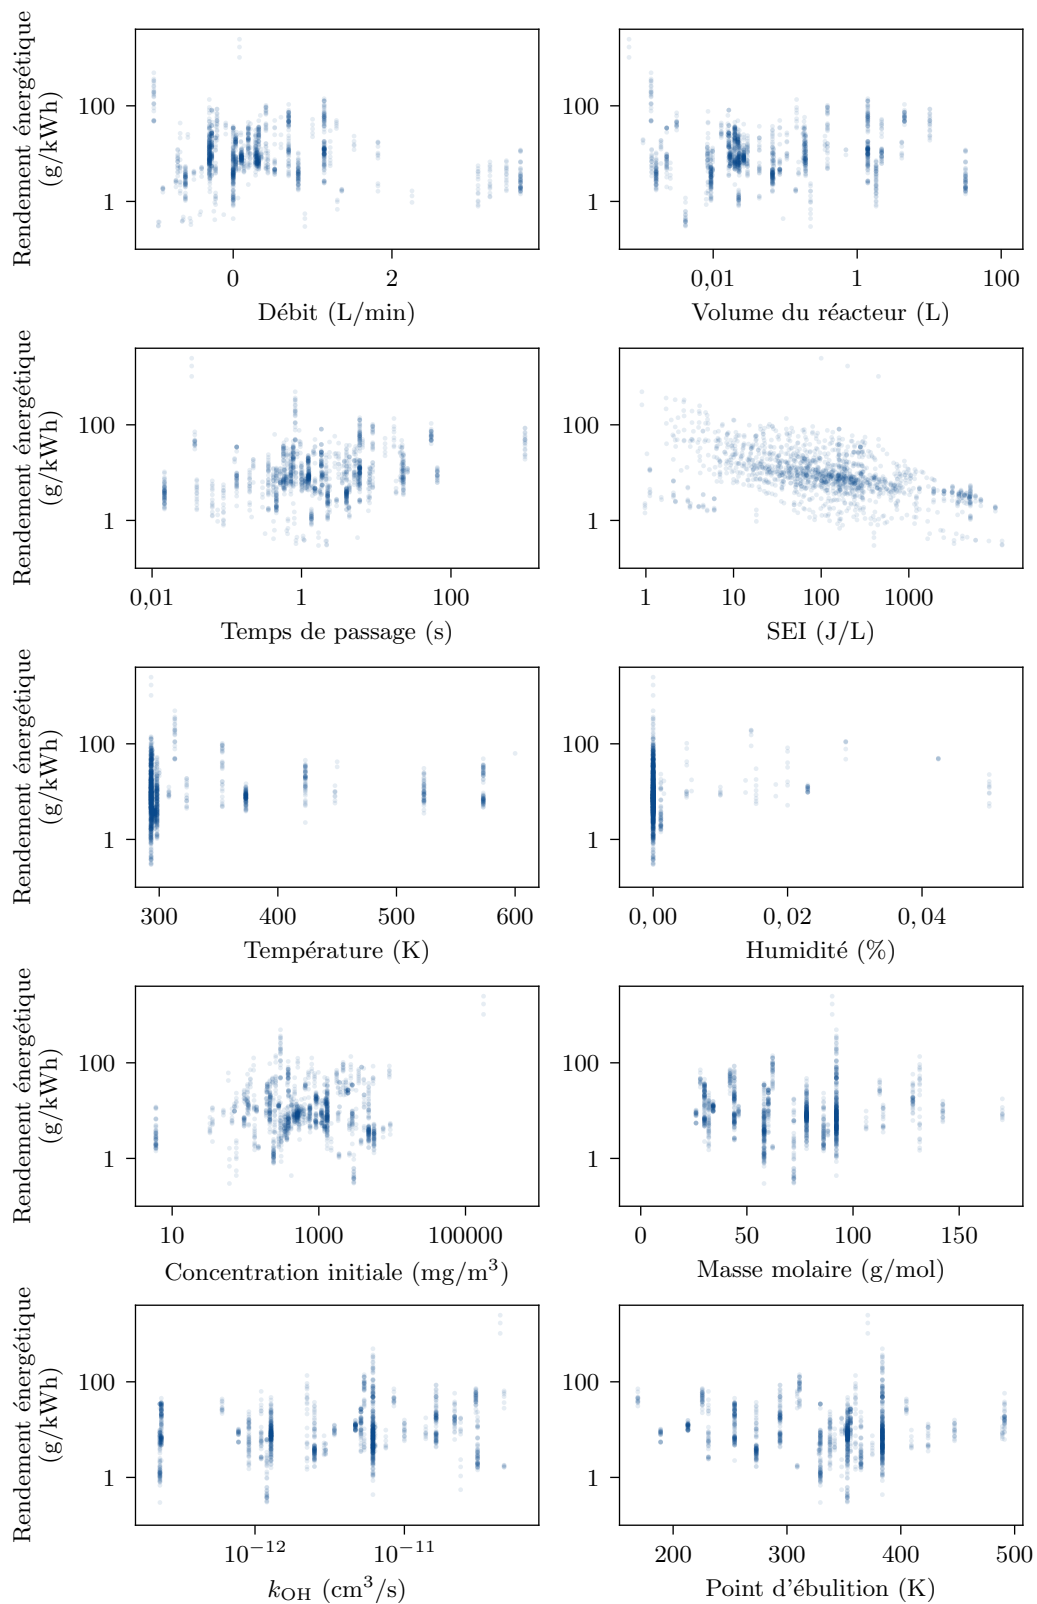 Rendement énergétique
(g/kWh)
100
1
0
2
Débit (L/min)
Rendement énergétique
(g/kWh)
100
1
0,01
1
100
Volume du réacteur (L)
Rendement énergétique
(g/kWh)
100
1
0,01
1
100
Temps de passage (s)
100
1
1
10
100
1000
SEI (J/L)
Rendement énergétique
(g/kWh)
100
1
300
400
500
600
Température (K)
100
1
0, 00
0, 02
0, 04
Humidité (%)
Rendement énergétique
(g/kWh)
100
1
10
1000
100000
Concentration initiale (mg/m³)
100
1
0
50
100
150
Masse molaire (g/mol)
Rendement énergétique
(g/kWh)
100
1
10⁻¹²
10⁻¹¹
k_OH (cm³/s)
100
1
200
300
400
500
Point d'ébulition (K)